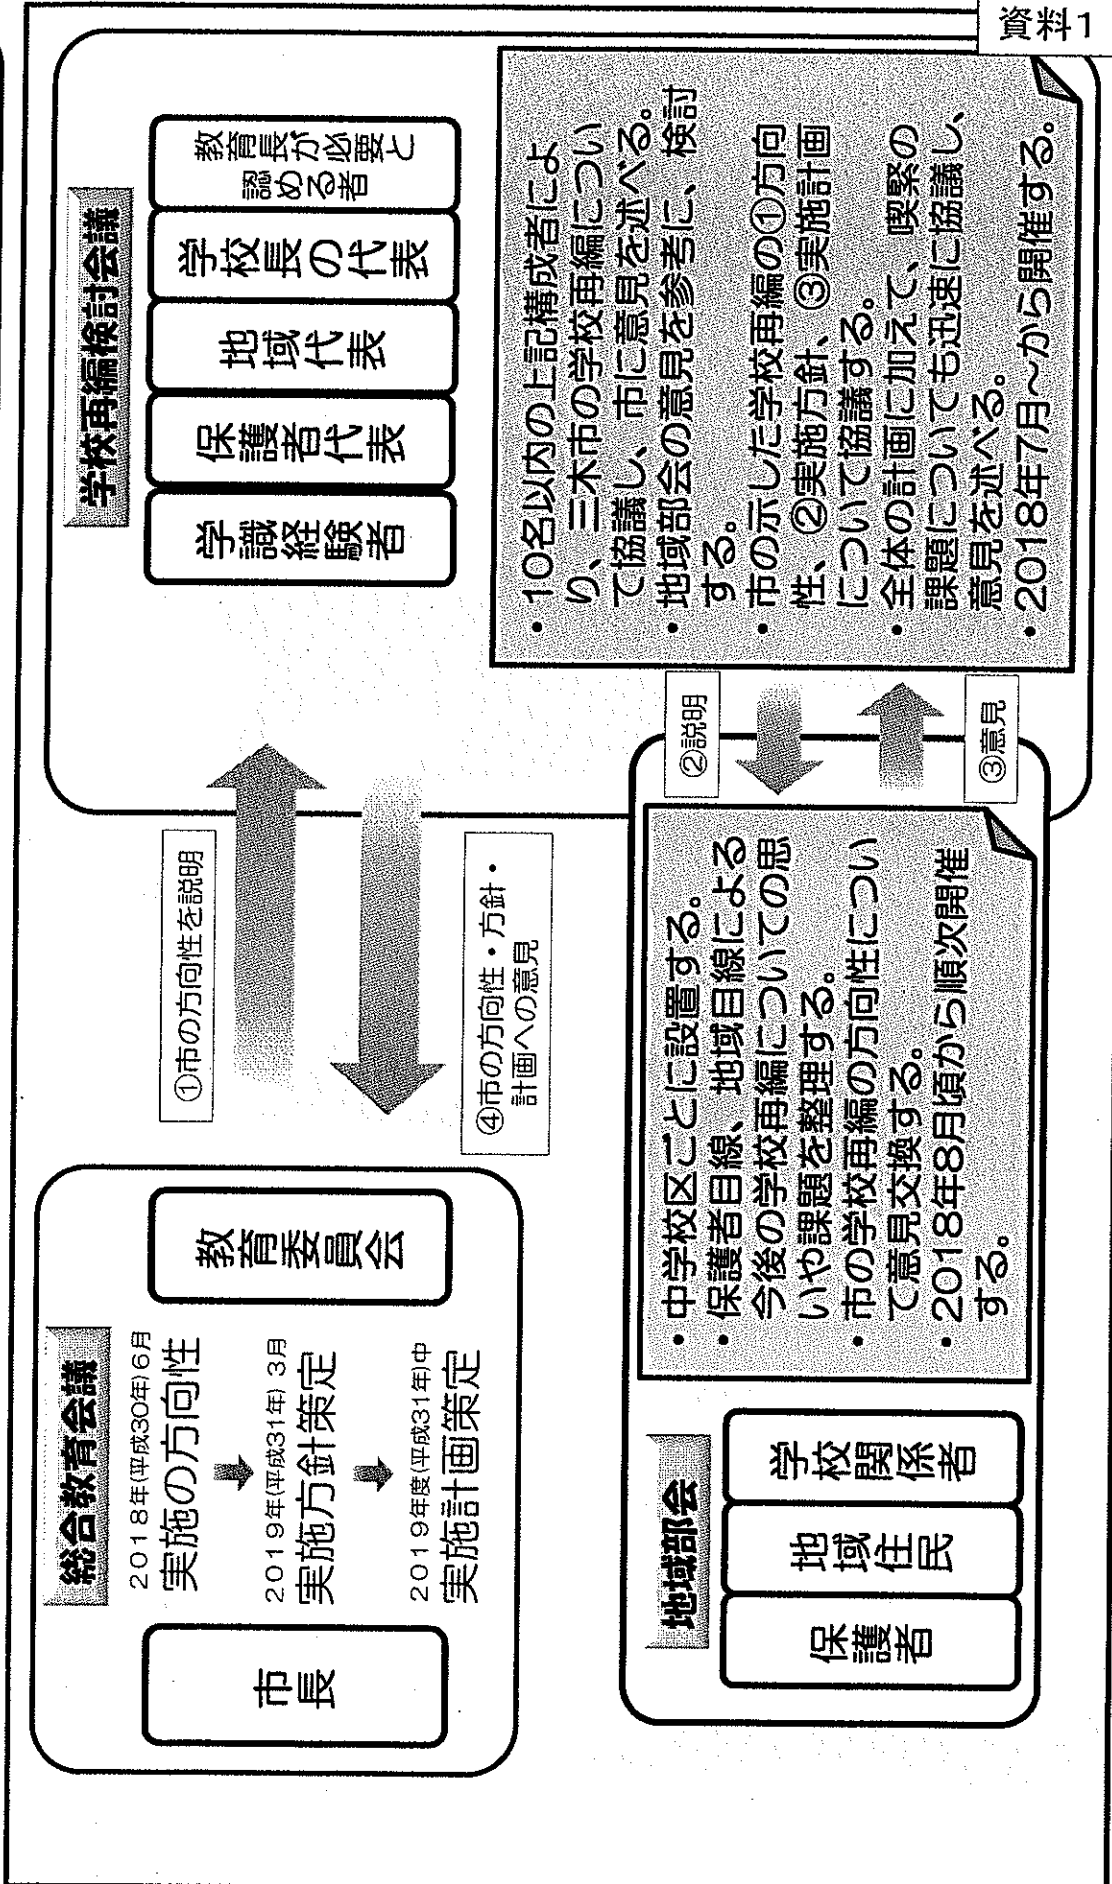 資料1
総合教育会議
市長
2018年(平成30年)6月
実施の方向性
2019年(平成31年)3月
実施方針策定
2019年度(平成31年)中
実施計画策定
教育委員会
①市の方向性を説明
④市の方向性・方針・
計画への意見
学校再編検討会議
学識経験者
保護者代表
地域代表
学校長の代表
教育長が必要と
認める者
・10名以内の上記構成者によ
り、三木市の学校再編につい
て協議し、市に意見を述べる。
・地域部会の意見を参考に、検討
する。
・市の示した学校再編の①方向
性、②実施方針、③実施計画
について協議する。
・全体の計画に加えて、喫緊の
課題についても迅速に協議し、
意見を述べる。
・2018年7月~から開催する。
②説明
③意見
地域部会
保護者
地域住民
学校関係者
・中学校区ごとに設置する。
・保護者目線、地域目線による
今後の学校再編についての思
いや課題を整理する。
・市の学校再編の方向性につい
て意見交換する。
・2018年8月頃から順次開催
する。